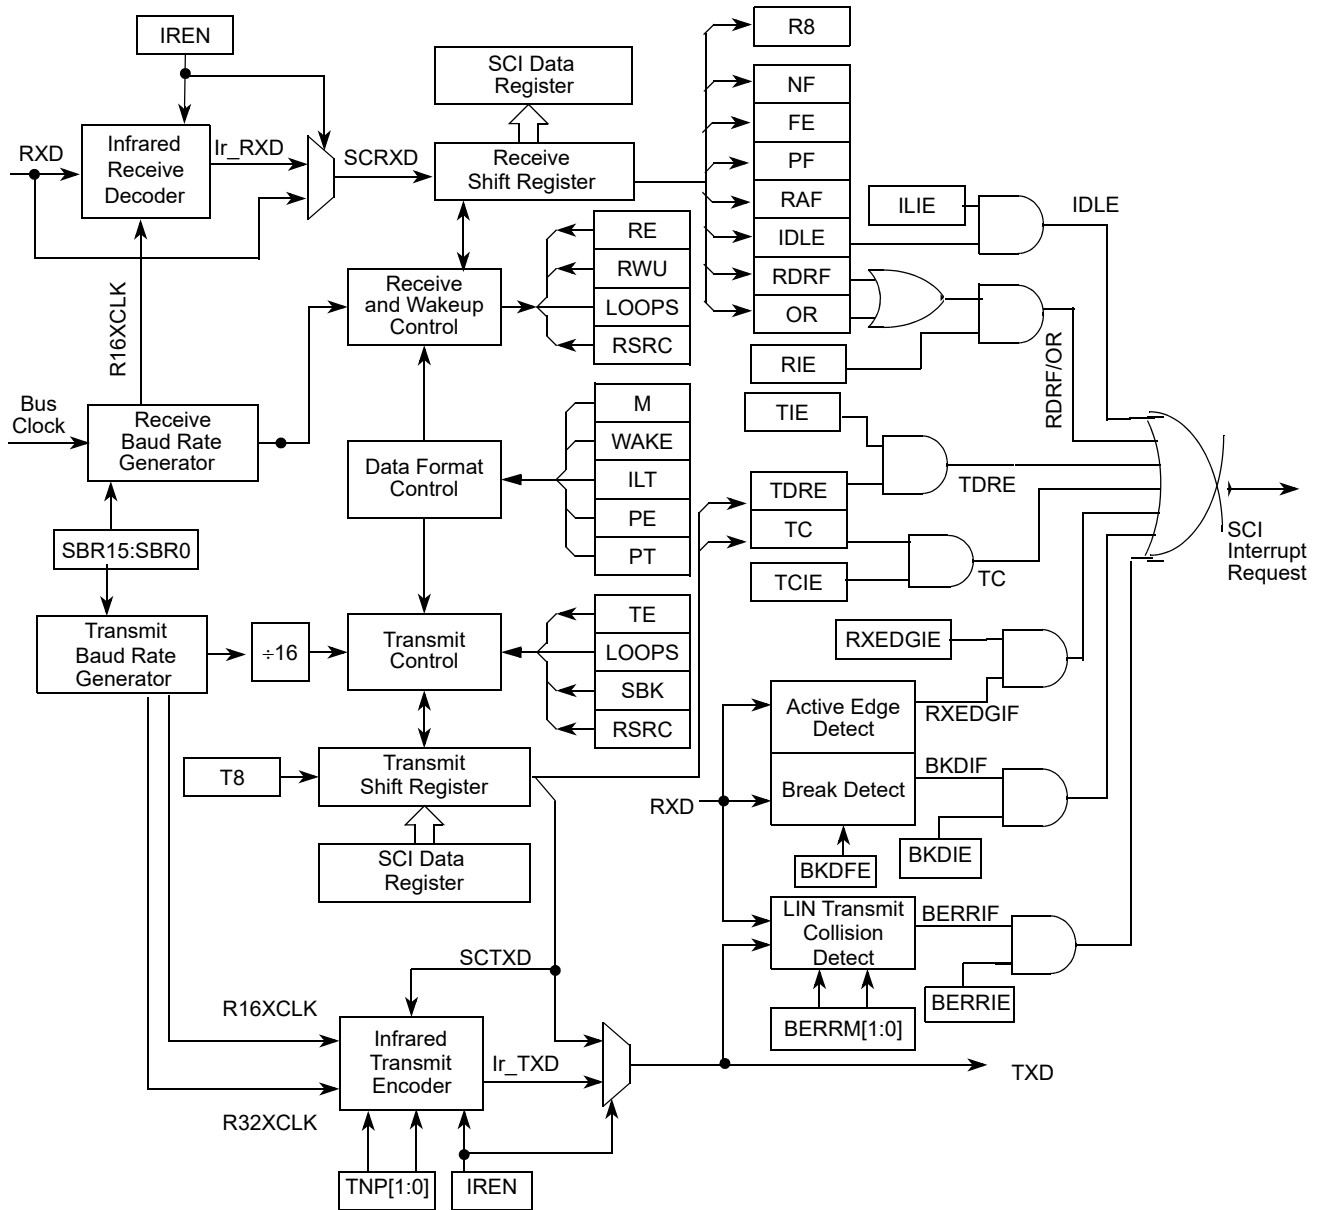 IREN
R8
SCI Data
Register
NF
FE
PF
RAF
IDLE
RDRF
OR
RXD
Infrared
Receive
Decoder
Ir_RXD
SCRXD
Receive
Shift Register
ILIE
IDLE
RE
RWU
LOOPS
RSRC
Receive
and Wakeup
Control
R16XCLK
RIE
RDRF/OR
Bus
Clock
Receive
Baud Rate
Generator
M
WAKE
ILT
PE
PT
Data Format
Control
TIE
TDRE
TC
TDRE
TCIE
TC
SCI
Interrupt
Request
SBR15:SBR0
Transmit
Baud Rate
Generator
÷16
Transmit
Control
TE
LOOPS
SBK
RSRC
RXEDGIE
Active Edge
Detect
RXEDGIF
T8
Transmit
Shift Register
RXD
Break Detect
BKDIF
BKDIE
BKDFE
SCI Data
Register
LIN Transmit
Collision
Detect
BERRIF
BERRIE
BERRM[1:0]
SCTXD
R16XCLK
Infrared
Transmit
Encoder
Ir_TXD
TXD
R32XCLK
TNP[1:0]
IREN